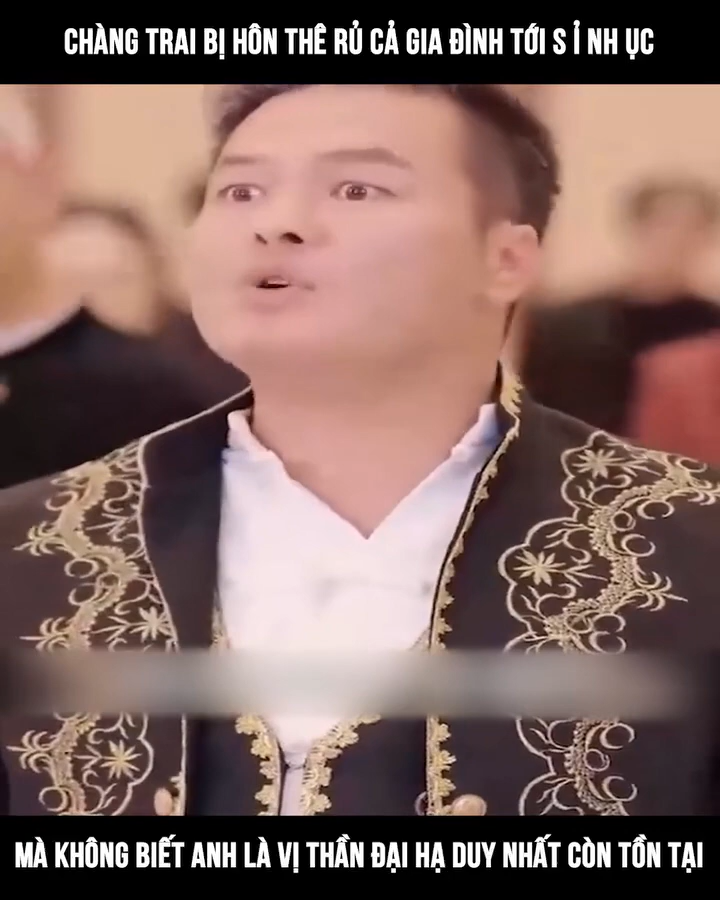 CHÀNG TRAI BỊ HÔN THÊ RỦ CẢ GIA ĐÌNH TỚI S Ỉ NH ỤC
MÀ KHÔNG BIẾT ANH LÀ VỊ THẦN ĐẠI HẠ DUY NHẤT CÒN TỒN TẠI